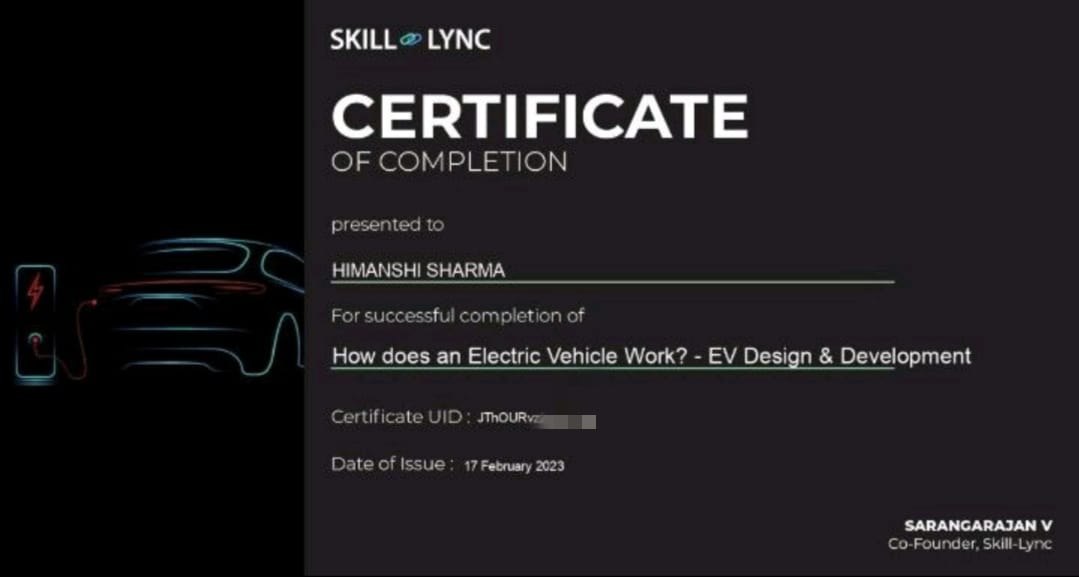 SKILL LYNC
CERTIFICATE
OF COMPLETION
presented to
HIMANSHI SHARMA
For successful completion of
How does an Electric Vehicle Work? - EV Design & Development
Certificate UID :
Date of Issue : 17 February 2023
SARANGARAJAN V
Co-Founder, Skill-Lync